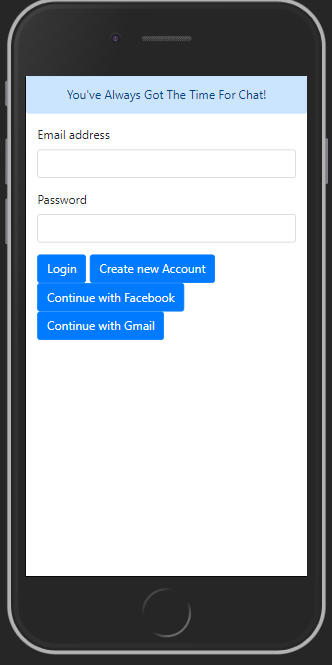 You've Always Got The Time For Chat!
Email address
Password
Login Create new Account
Continue with Facebook
Continue with Gmail